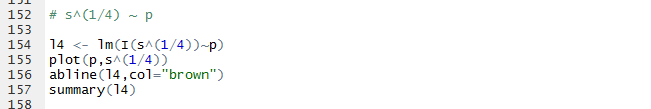 152 # s^(1/4) ~ p
153
154 l4 <- lm(I(s^(1/4))~p)
155 plot(p,s^(1/4))
156 abline(l4,col="brown")
157 summary(l4)
158